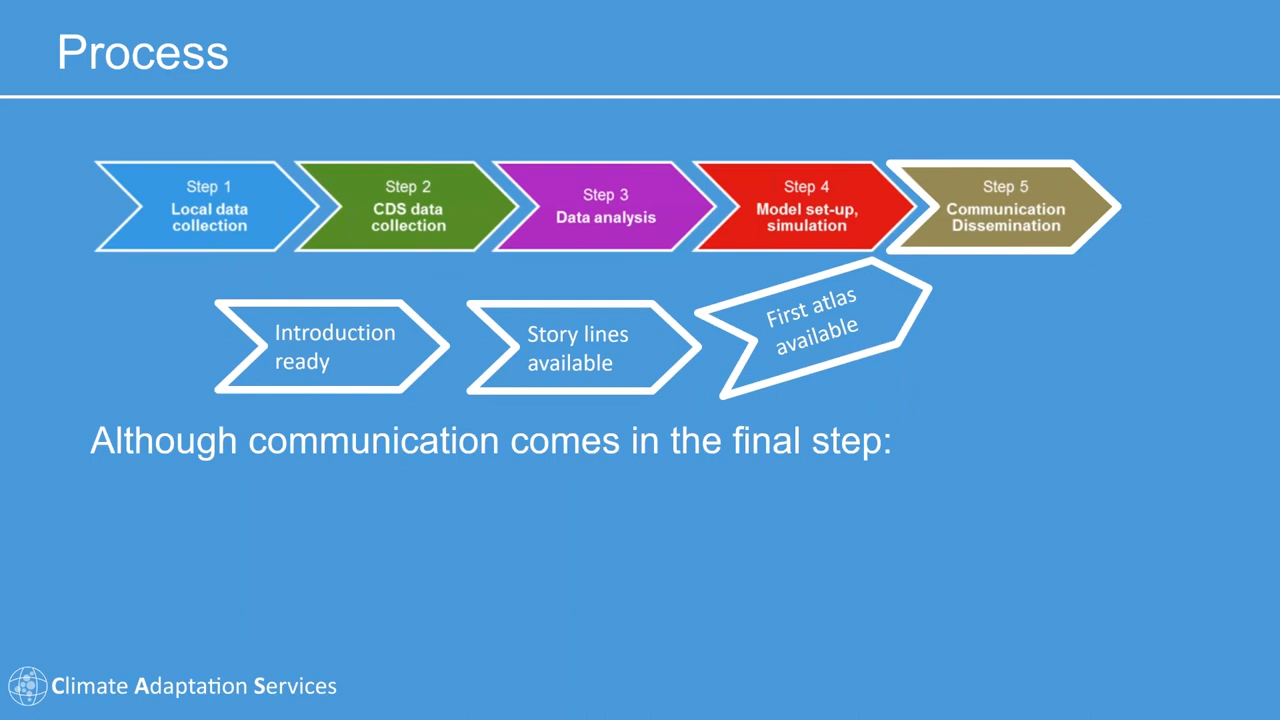 Process
Step 1
Local data
collection
Step 2
CDS data
collection
Step 3
Data analysis
Step 4
Model set-up,
simulation
Step 5
Communication
Dissemination
Introduction
ready
Story lines
available
First atlas
available
Although communication comes in the final step:
Climate Adaptation Services